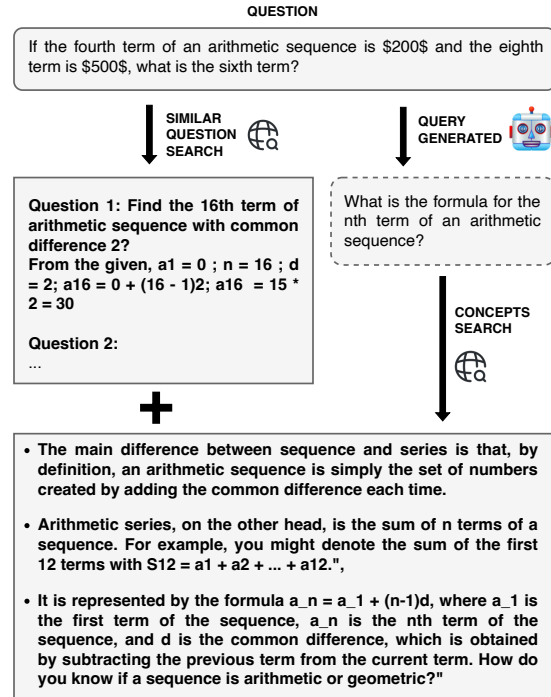 QUESTION
If the fourth term of an arithmetic sequence is $200$ and the eighth
term is $500$, what is the sixth term?
SIMILAR
QUESTION
SEARCH
QUERY
GENERATED
Question 1: Find the 16th term of
arithmetic sequence with common
difference 2?
From the given, a1 = 0 ; n = 16 ; d
= 2; a16 = 0 + (16 - 1)2; a16 = 15 *
2 = 30
Question 2:
...
What is the formula for the
nth term of an arithmetic
sequence?
CONCEPTS
SEARCH
+
• The main difference between sequence and series is that, by
definition, an arithmetic sequence is simply the set of numbers
created by adding the common difference each time.
• Arithmetic series, on the other head, is the sum of n terms of a
sequence. For example, you might denote the sum of the first
12 terms with S12 = a1 + a2 + ... + a12.",
• It is represented by the formula a_n = a_1 + (n-1)d, where a_1 is
the first term of the sequence, a_n is the nth term of the
sequence, and d is the common difference, which is obtained
by subtracting the previous term from the current term. How do
you know if a sequence is arithmetic or geometric?"